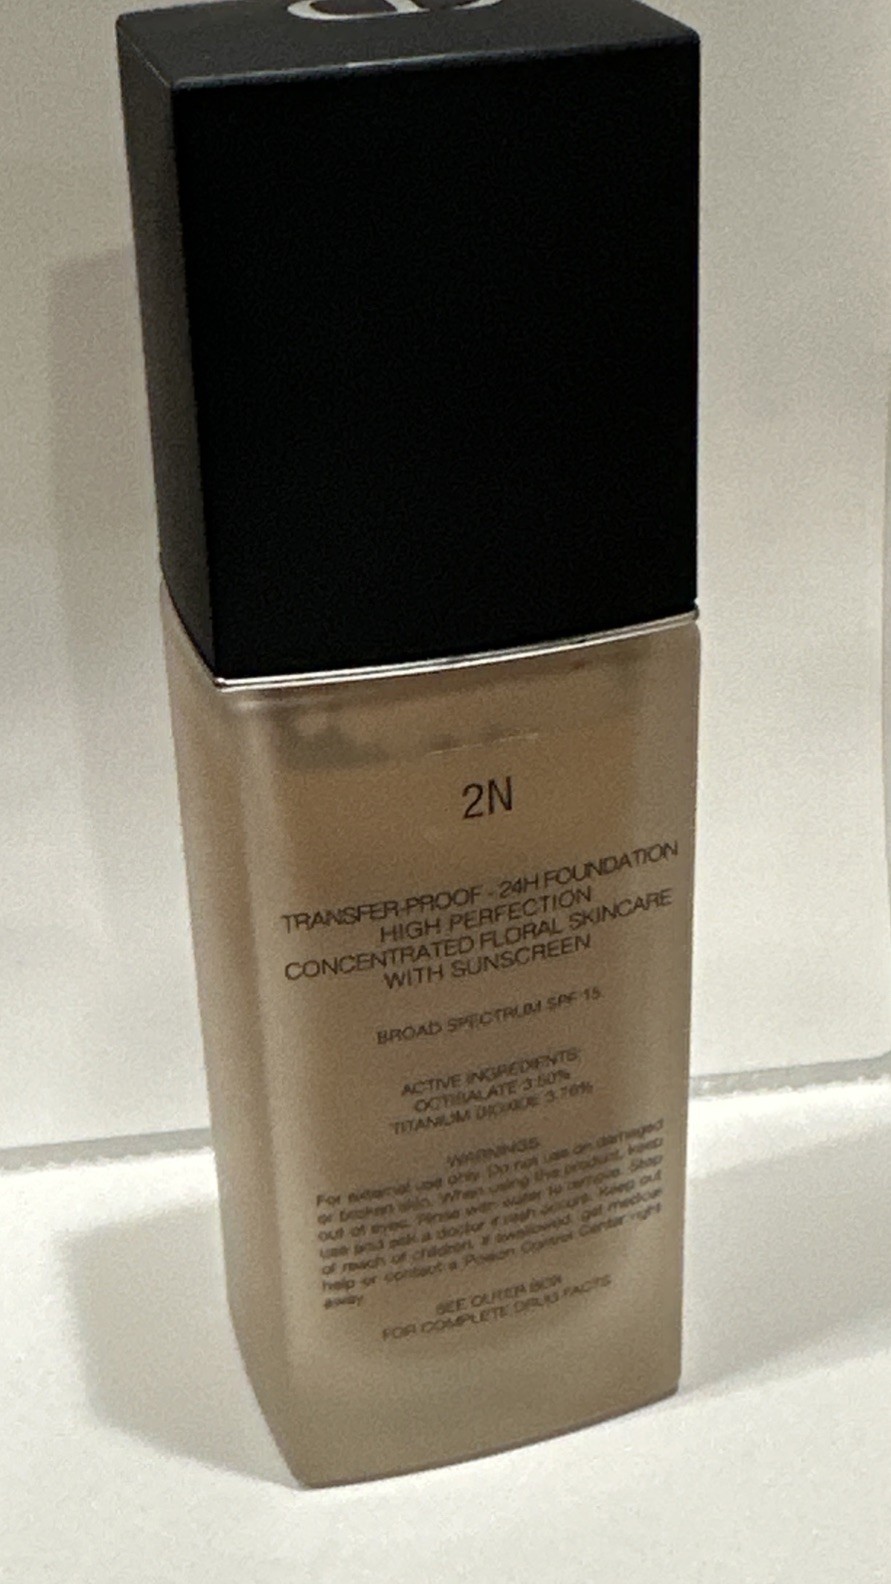 2N
TRANSFER-PROOF - 24H FOUNDATION
HIGH PERFECTION
CONCENTRATED FLORAL SKINCARE
WITH SUNSCREEN
BROAD SPECTRUM SPF 15
ACTIVE INGREDIENTS:
OCTISALATE 3.50%
TITANIUM DIOXIDE 3.76%
WARNINGS:
For external use only. Do not use on damaged
or broken skin. When using this product, keep
out of eyes. Rinse with water to remove. Stop
use and ask a doctor if rash occurs. Keep out
of reach of children. If swallowed, get medical
help or contact a Poison Control Center right
away.
SEE OUTER BOX
FOR COMPLETE DRUG FACTS